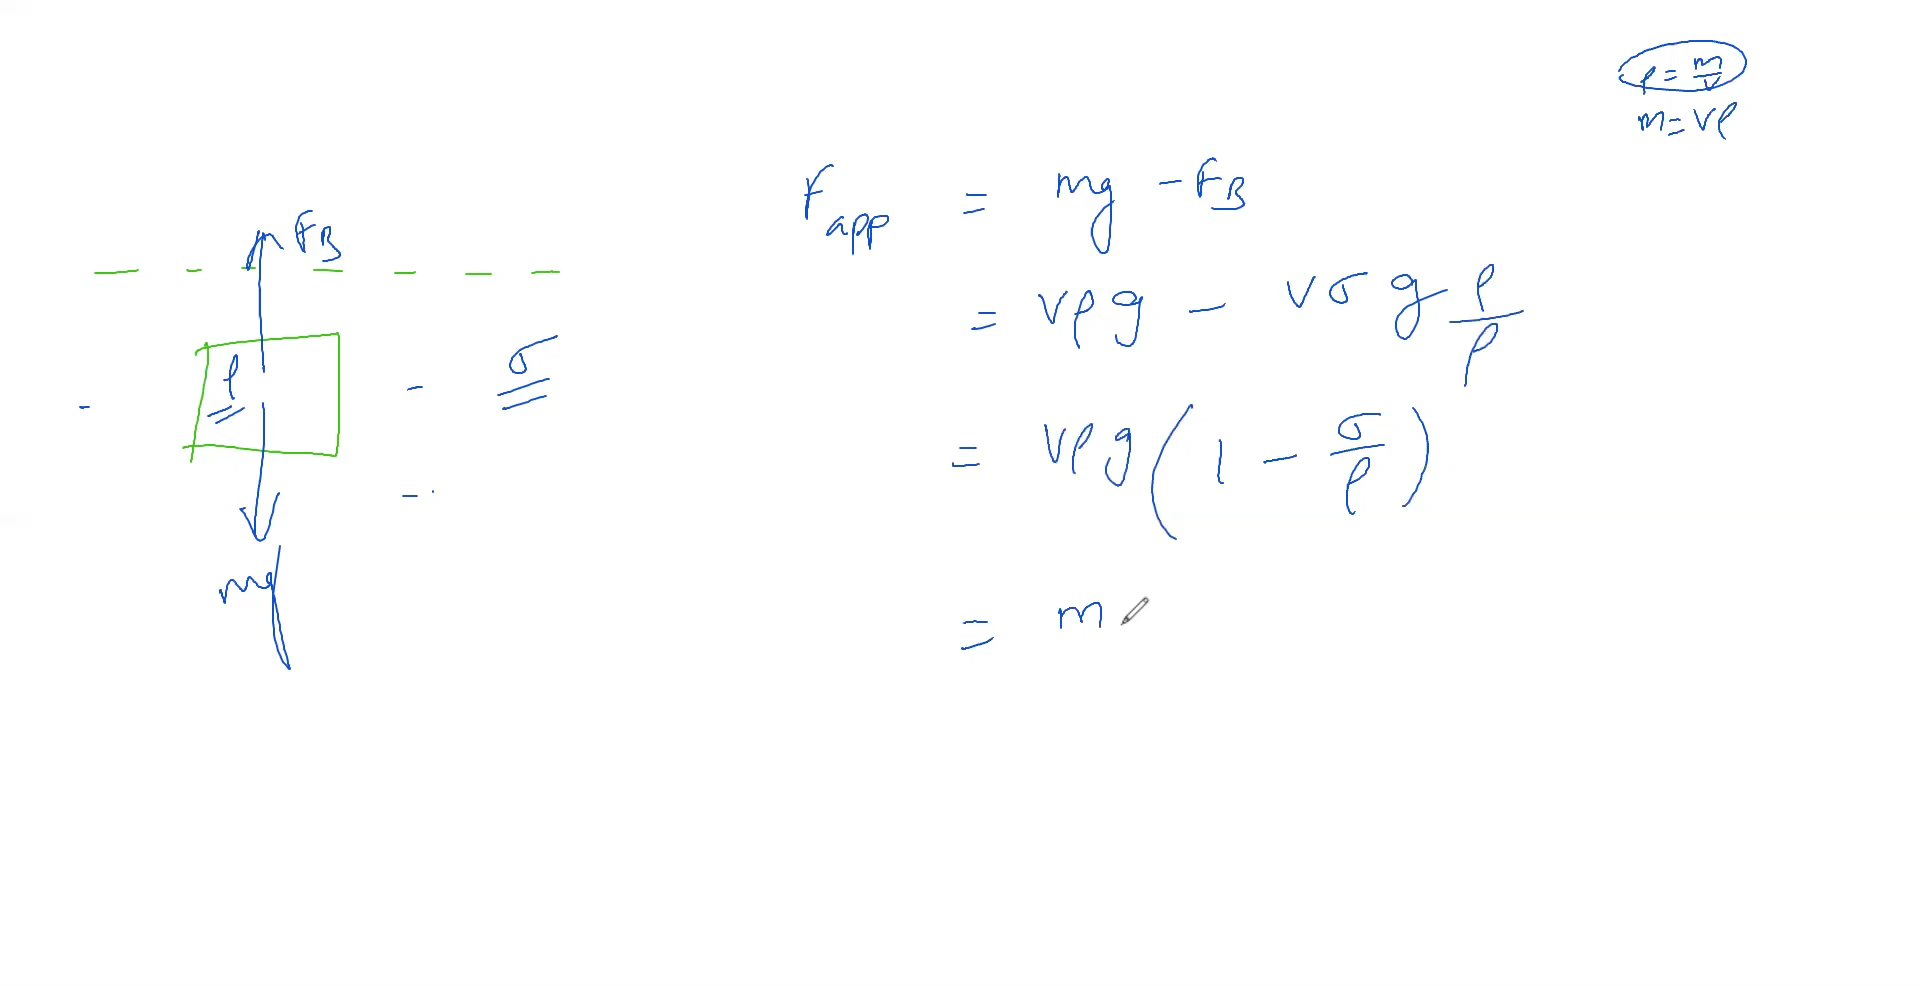 ρ = m/V
m = Vρ
F_app = mg - F_B
F_B
= Vρg - Vσg ρ/ρ
ρ
σ
= Vρg(1 - σ/ρ)
mg
= m